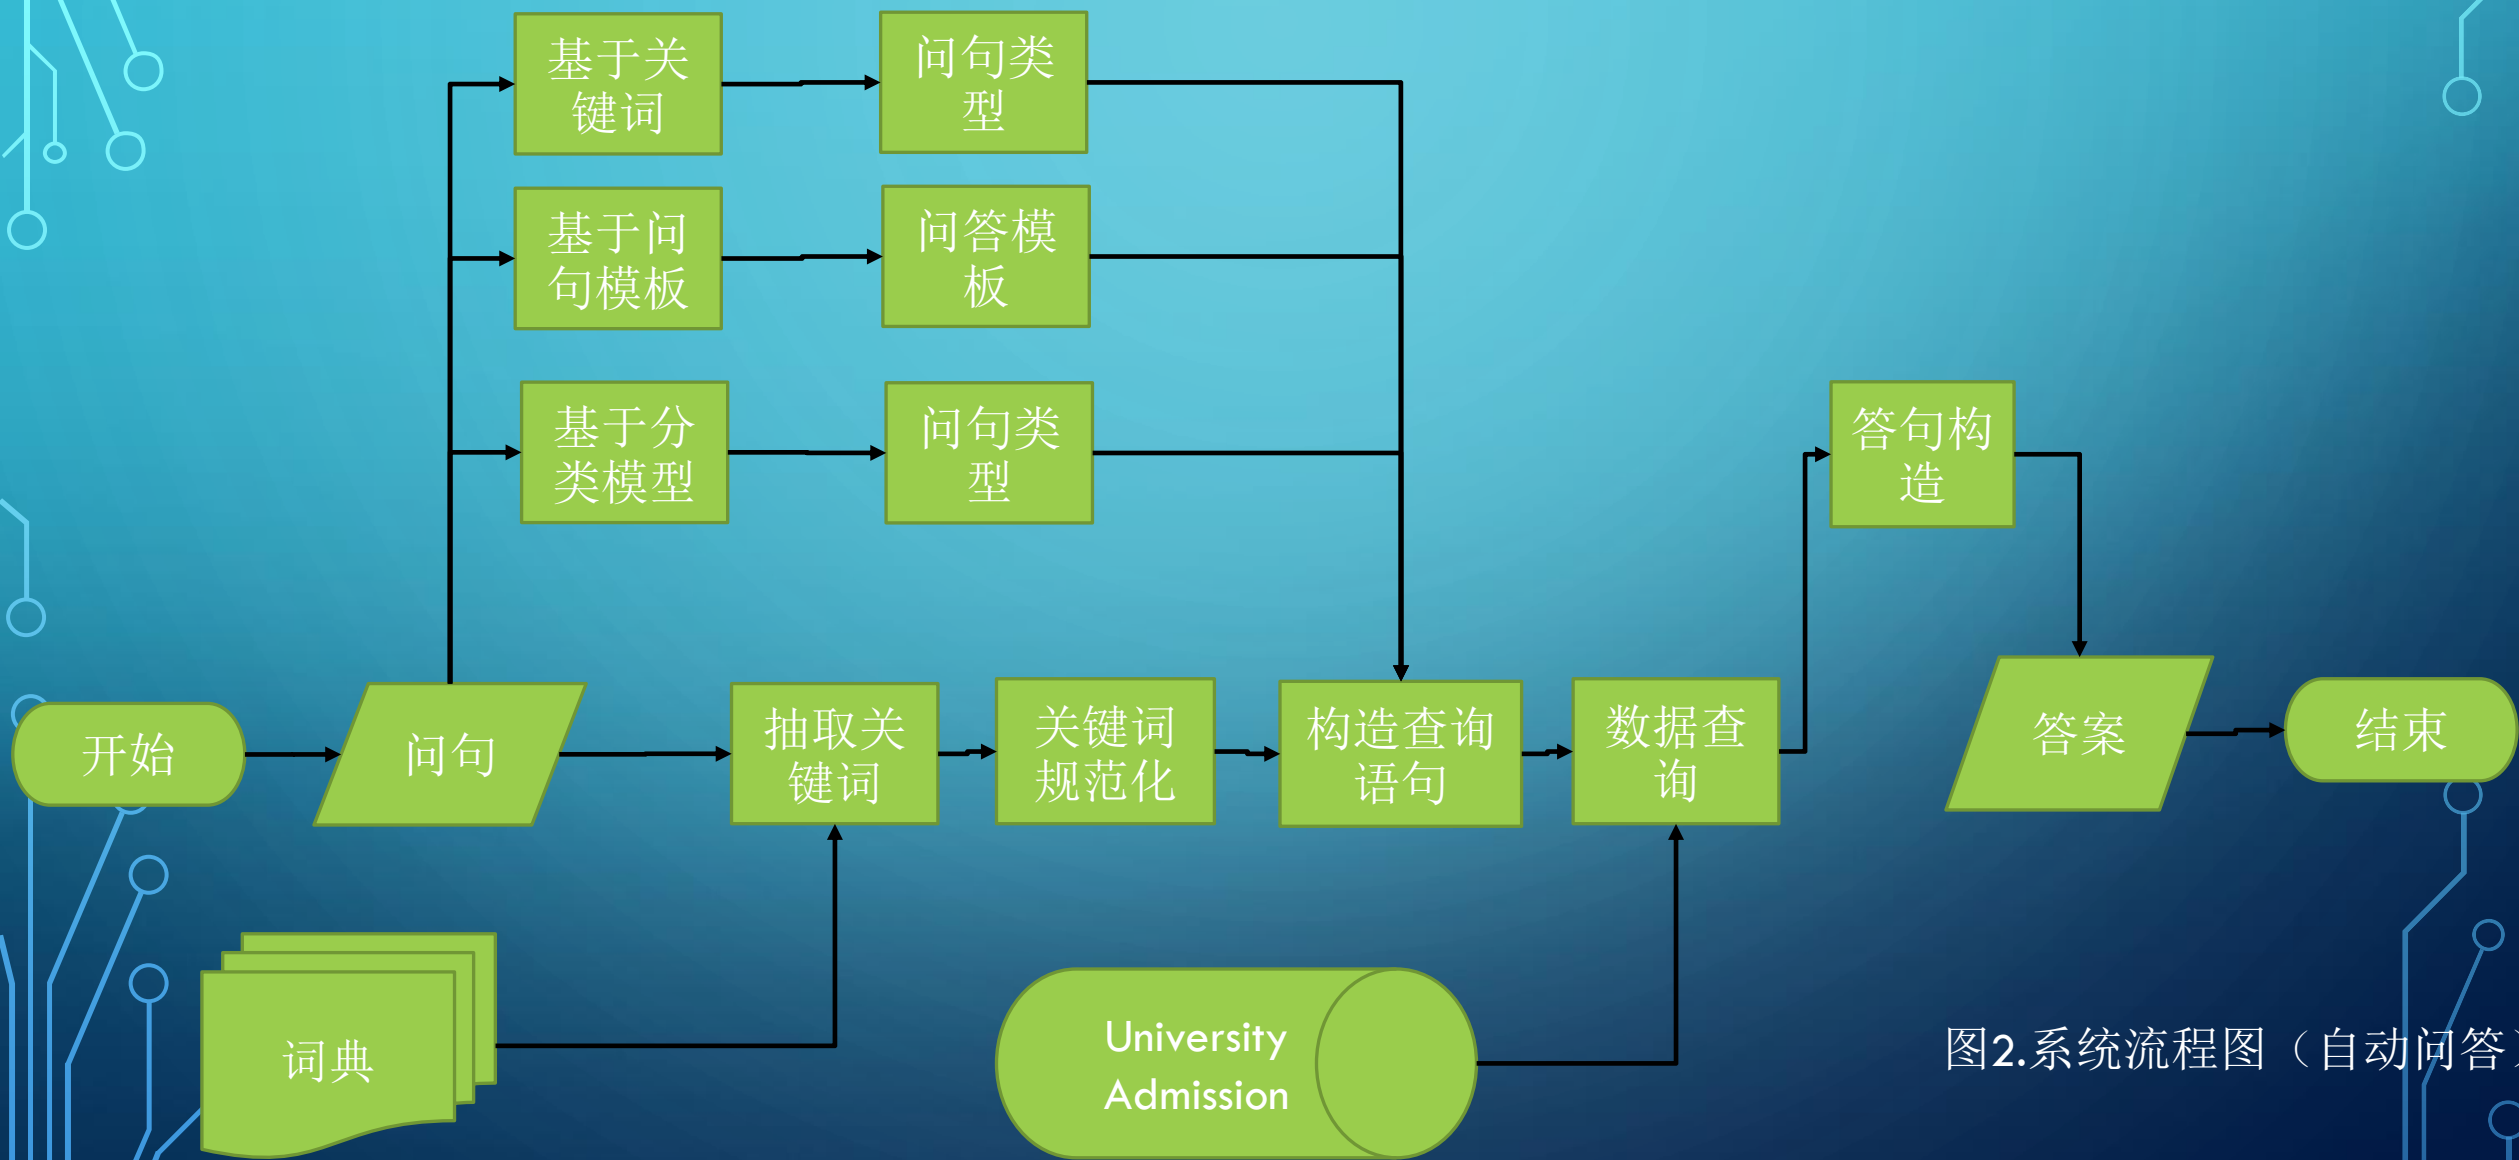 基于关
键词
问句类
型
基于问
句模板
问答模
板
基于分
类模型
问句类
型
答句构
造
开始
问句
抽取关
键词
关键词
规范化
构造查询
语句
数据查
询
答案
结束
词典
University
Admission
图2.系统流程图（自动问答）